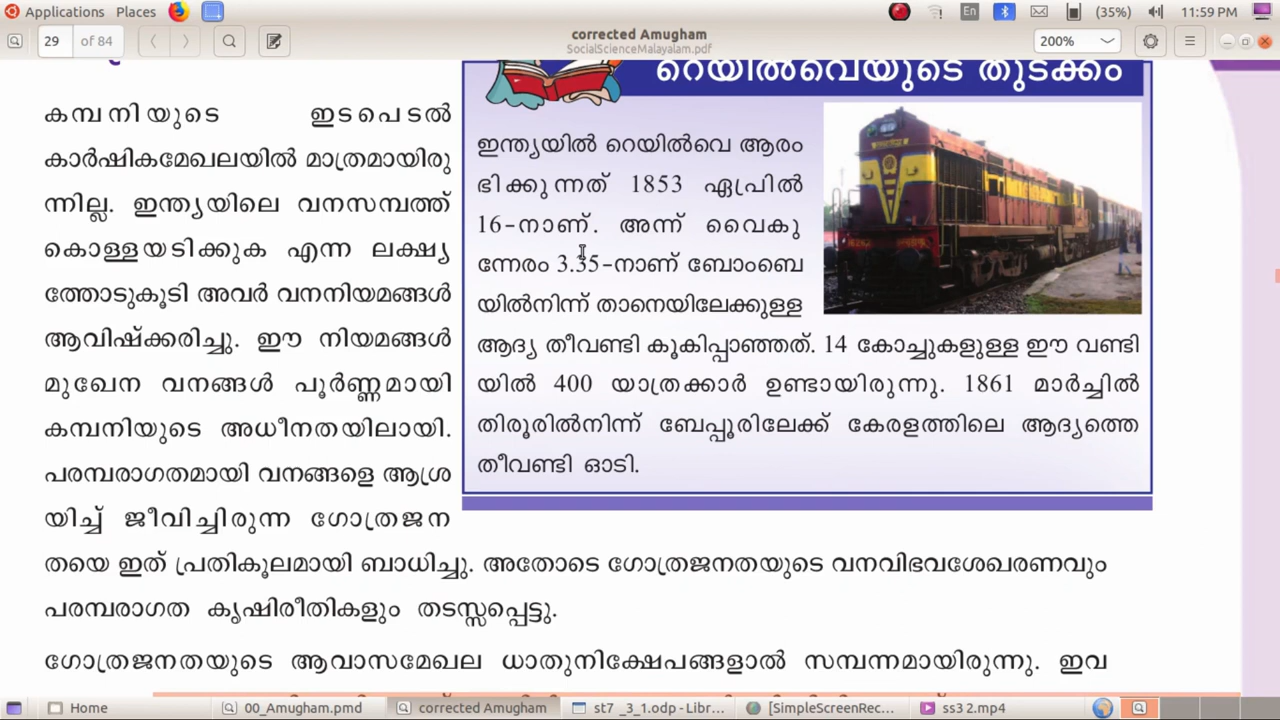 Applications Places En (35%) 11:59 PM
29 of 84 corrected Amugham 200%
SocialScienceMalayalam.pdf
റെയിൽവെയുടെ തുടക്കം
കമ്പനിയുടെ ഇടപെടൽ
കാർഷികമേഖലയിൽ മാത്രമായിരു
ന്നില്ല. ഇന്ത്യയിലെ വനസമ്പത്ത്
കൊള്ളയടിക്കുക എന്ന ലക്ഷ്യ
ത്തോടുകൂടി അവർ വനനിയമങ്ങൾ
ആവിഷ്ക്കരിച്ചു. ഈ നിയമങ്ങൾ
മുഖേന വനങ്ങൾ പൂർണ്ണമായി
കമ്പനിയുടെ അധീനതയിലായി.
പരമ്പരാഗതമായി വനങ്ങളെ ആശ്ര
യിച്ച് ജീവിച്ചിരുന്ന ഗോത്രജന
തയെ ഇത് പ്രതികൂലമായി ബാധിച്ചു. അതോടെ ഗോത്രജനതയുടെ വനവിഭവശേഖരണവും
പരമ്പരാഗത കൃഷിരീതികളും തടസ്സപ്പെട്ടു.
ഇന്ത്യയിൽ റെയിൽവെ ആരം
ഭിക്കുന്നത് 1853 ഏപ്രിൽ
16-നാണ്. അന്ന് വൈകു
ന്നേരം 3.35-നാണ് ബോംബെ
യിൽനിന്ന് താനെയിലേക്കുള്ള
ആദ്യ തീവണ്ടി കൂകിപ്പാഞ്ഞത്. 14 കോച്ചുകളുള്ള ഈ വണ്ടി
യിൽ 400 യാത്രക്കാർ ഉണ്ടായിരുന്നു. 1861 മാർച്ചിൽ
തിരൂരിൽനിന്ന് ബേപ്പൂരിലേക്ക് കേരളത്തിലെ ആദ്യത്തെ
തീവണ്ടി ഓടി.
ഗോത്രജനതയുടെ ആവാസമേഖല ധാതുനിക്ഷേപങ്ങളാൽ സമ്പന്നമായിരുന്നു. ഇവ
Home 00_Amugham.pmd corrected Amugham st7 _3_1.odp - Libr... [SimpleScreenRec... ss3 2.mp4